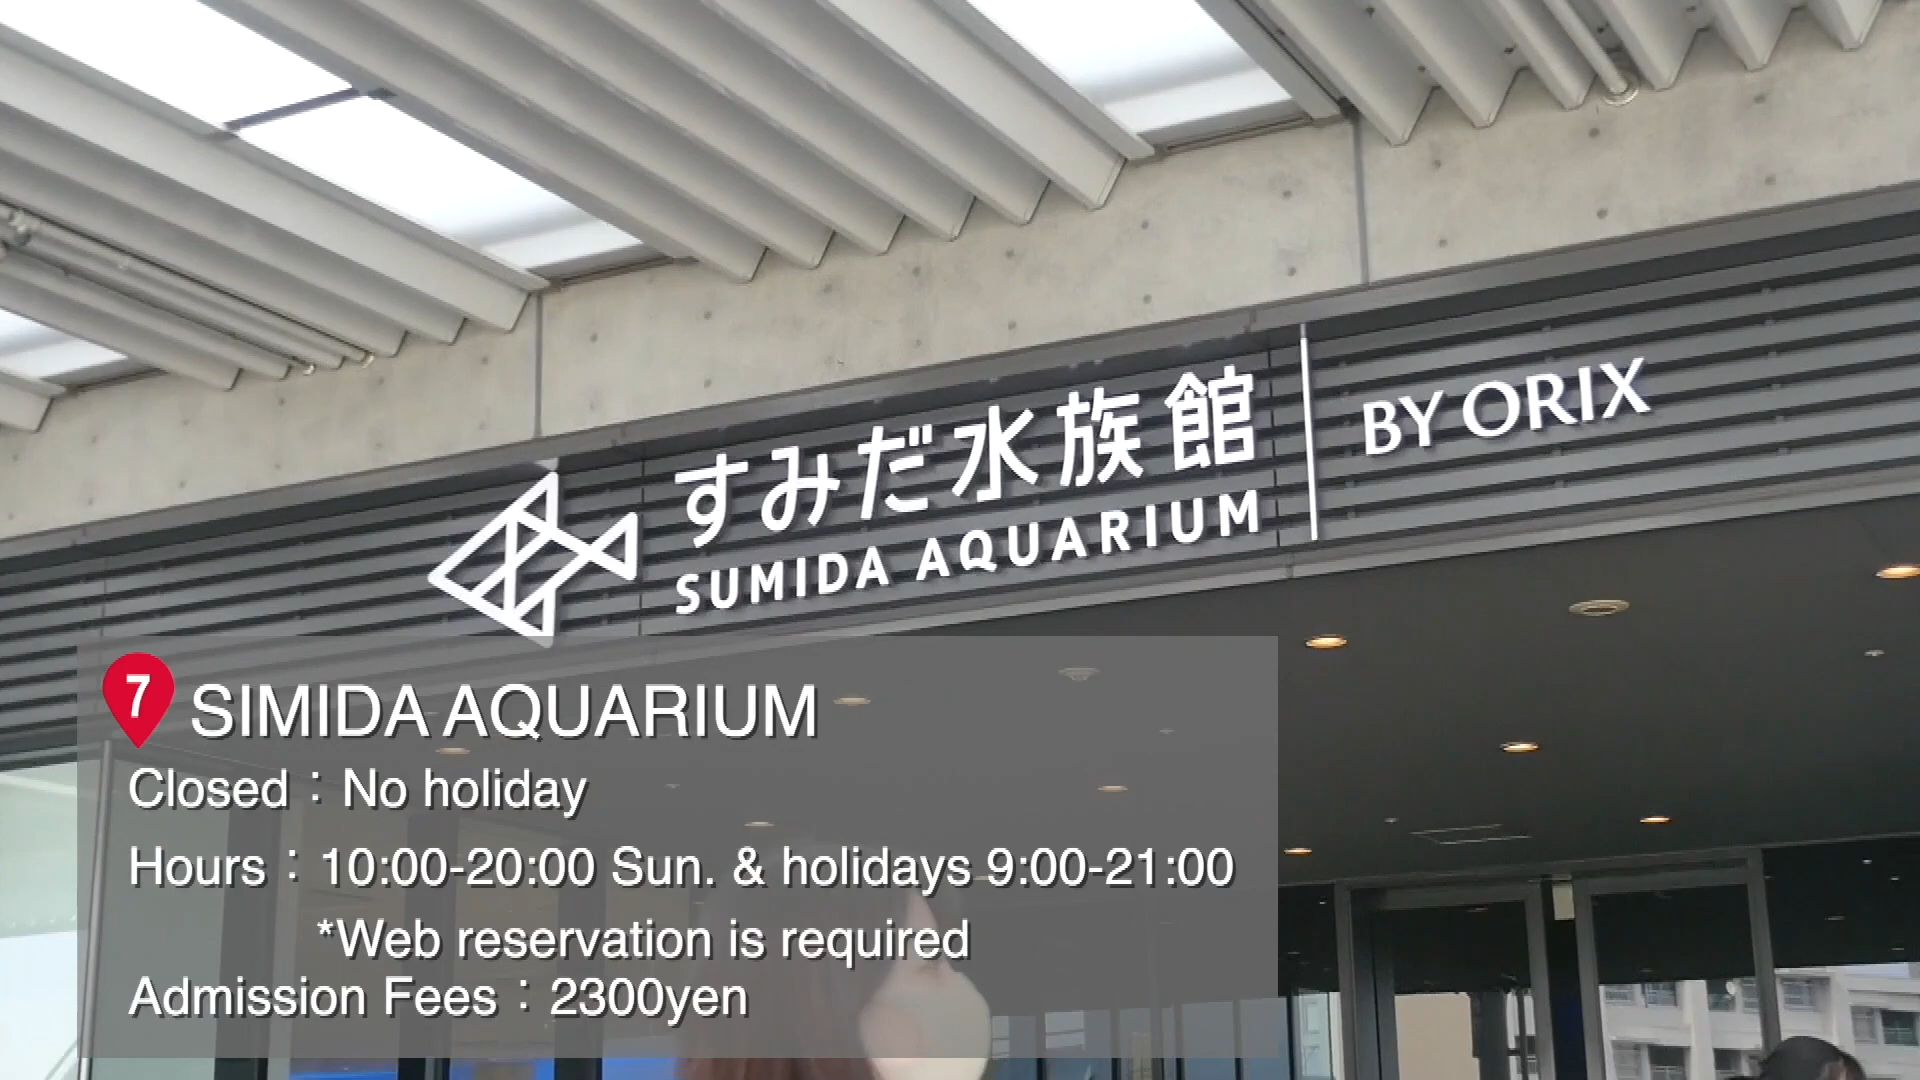 すみだ水族館
SUMIDA AQUARIUM
BY ORIX
7
SIMIDA AQUARIUM
Closed：No holiday
Hours：10:00-20:00 Sun. & holidays 9:00-21:00
*Web reservation is required
Admission Fees：2300yen